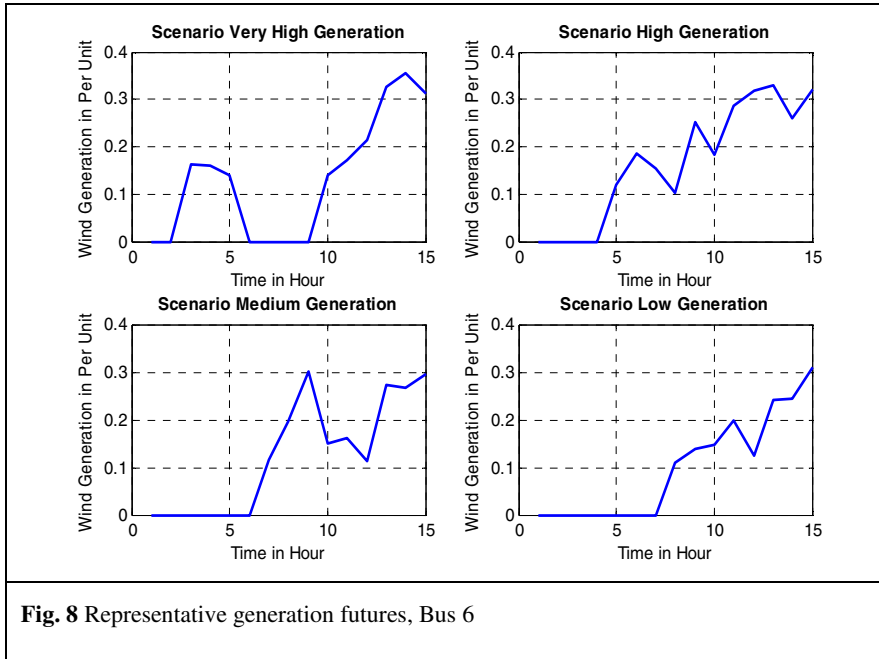 Scenario Very High Generation
Wind Generation in Per Unit
0.4
0.3
0.2
0.1
0
0
5
10
15
Time in Hour
Scenario High Generation
Wind Generation in Per Unit
0.4
0.3
0.2
0.1
0
0
5
10
15
Time in Hour
Scenario Medium Generation
Wind Generation in Per Unit
0.4
0.3
0.2
0.1
0
0
5
10
15
Time in Hour
Scenario Low Generation
Wind Generation in Per Unit
0.4
0.3
0.2
0.1
0
0
5
10
15
Time in Hour
Fig. 8 Representative generation futures, Bus 6